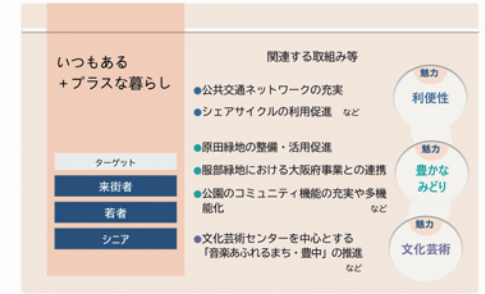 いつもある
＋プラスな暮らし
ターゲット
来街者
若者
シニア
関連する取組み等
●公共交通ネットワークの充実
●シェアサイクルの利用促進 など
魅力
利便性
●原田緑地の整備・活用促進
●服部緑地における大阪府事業との連携
●公園のコミュニティ機能の充実や多機
能化 など
魅力
豊かな
みどり
●文化芸術センターを中心とする
「音楽あふれるまち・豊中」の推進
など
魅力
文化芸術